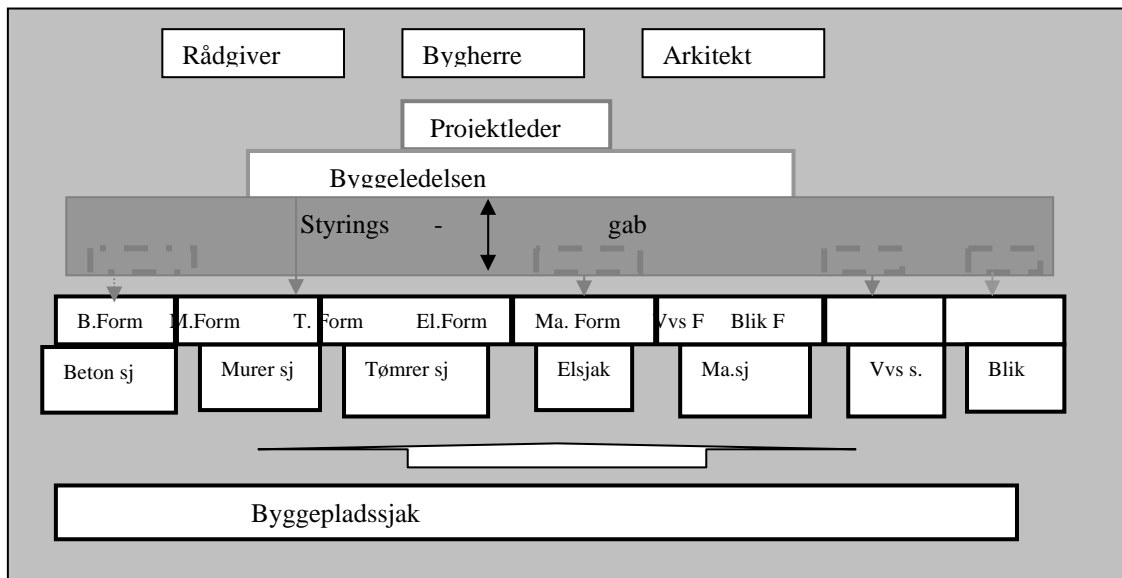 Rådgiver Bygherre Arkitekt
Projektleder
Byggeledelsen
Styrings - gab
B.Form M.Form T. Form El.Form Ma. Form Vvs F Blik F
Beton sj Murer sj Tømrer sj Elsjak Ma.sj Vvs s. Blik
Byggepladssjak